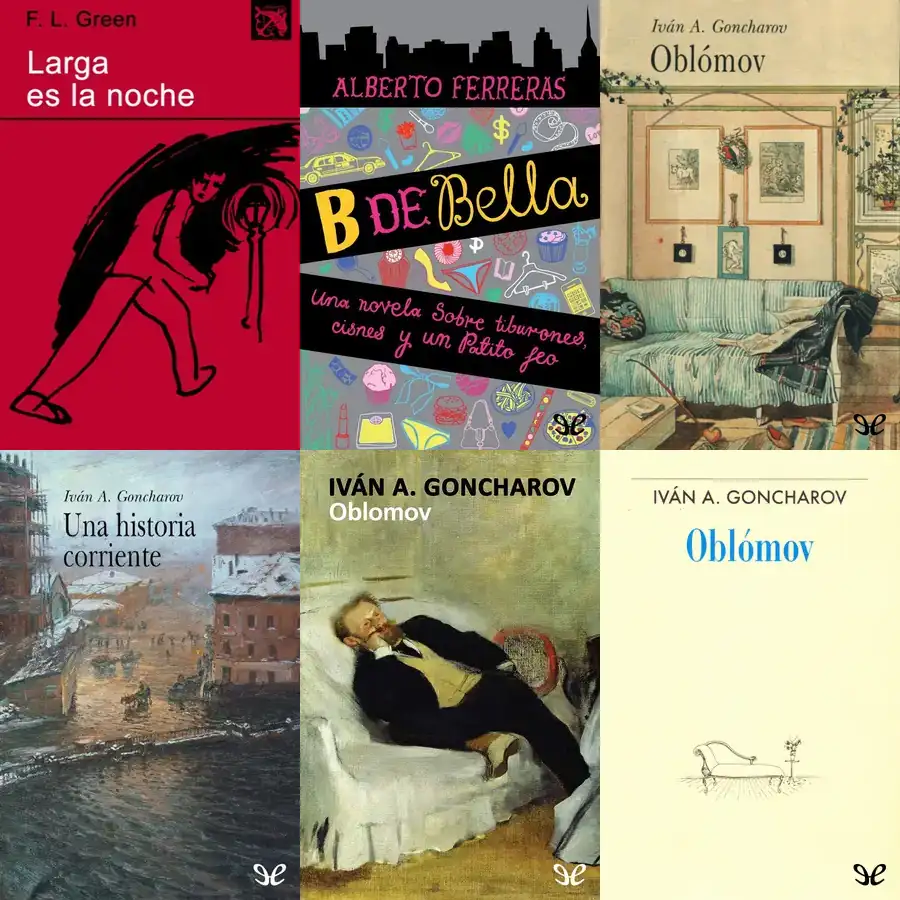 F. L. Green
Larga
es la noche
ALBERTO FERRERAS
B DE Bella
Una novela sobre tiburones,
cisnes y un Patito feo
Iván A. Goncharov
Oblómov
Iván A. Goncharov
Una historia
corriente
IVÁN A. GONCHAROV
Oblomov
IVÁN A. GONCHAROV
Oblómov